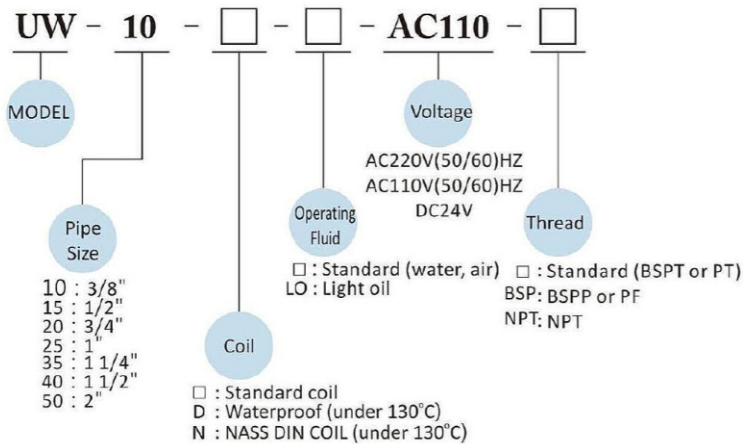 UW - 10 - □ - □ - AC110 - □
MODEL
Pipe
Size
10 : 3/8"
15 : 1/2"
20 : 3/4"
25 : 1"
35 : 1 1/4"
40 : 1 1/2"
50 : 2"
Coil
□ : Standard coil
D : Waterproof (under 130°C)
N : NASS DIN COIL (under 130°C)
Operating
Fluid
□ : Standard (water, air)
LO : Light oil
Voltage
AC220V(50/60)HZ
AC110V(50/60)HZ
DC24V
Thread
□ : Standard (BSPT or PT)
BSP: BSPP or PF
NPT: NPT